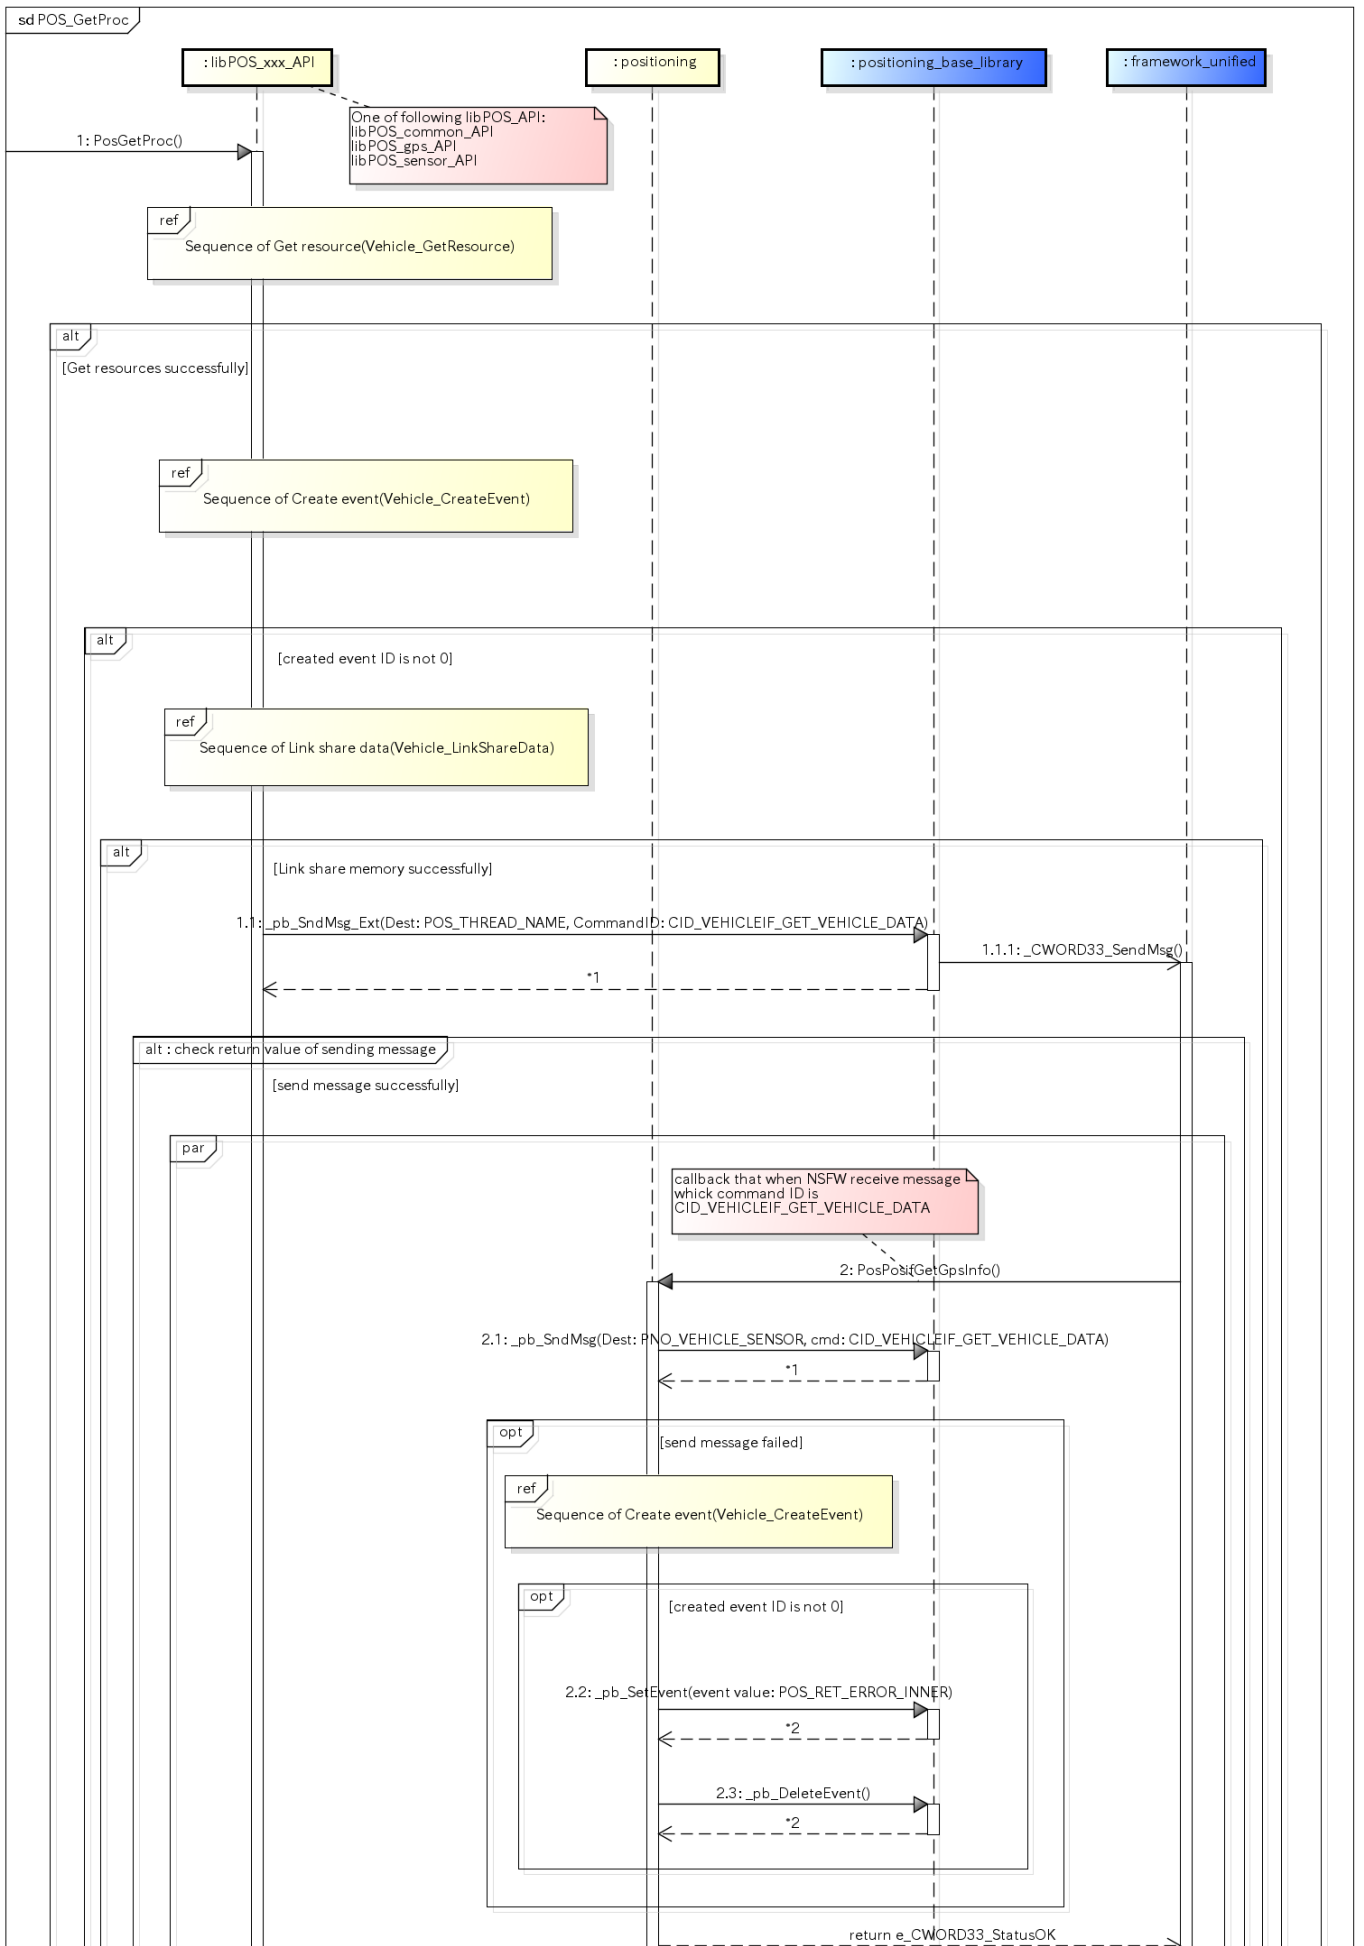 sd POS_GetProc
: libPOS_xxx_API
: positioning
: positioning_base_library
: framework_unified
One of following libPOS_API:
libPOS_common_API
libPOS_gps_API
libPOS_sensor_API
1: PosGetProc()
ref
Sequence of Get resource(Vehicle_GetResource)
alt
[Get resources successfully]
ref
Sequence of Create event(Vehicle_CreateEvent)
alt
[created event ID is not 0]
ref
Sequence of Link share data(Vehicle_LinkShareData)
alt
[Link share memory successfully]
1.1: _pb_SndMsg_Ext(Dest: POS_THREAD_NAME, CommandID: CID_VEHICLEIF_GET_VEHICLE_DATA)
1.1.1: _CWORD33_SendMsg()
*1
alt : check return value of sending message
[send message successfully]
par
callback that when NSFW receive message
whick command ID is
CID_VEHICLEIF_GET_VEHICLE_DATA
2: PosPosifGetGpsInfo()
2.1: _pb_SndMsg(Dest: PNO_VEHICLE_SENSOR, cmd: CID_VEHICLEIF_GET_VEHICLE_DATA)
*1
opt
[send message failed]
ref
Sequence of Create event(Vehicle_CreateEvent)
opt
[created event ID is not 0]
2.2: _pb_SetEvent(event value: POS_RET_ERROR_INNER)
*2
2.3: _pb_DeleteEvent()
*2
return e_CWORD33_StatusOK